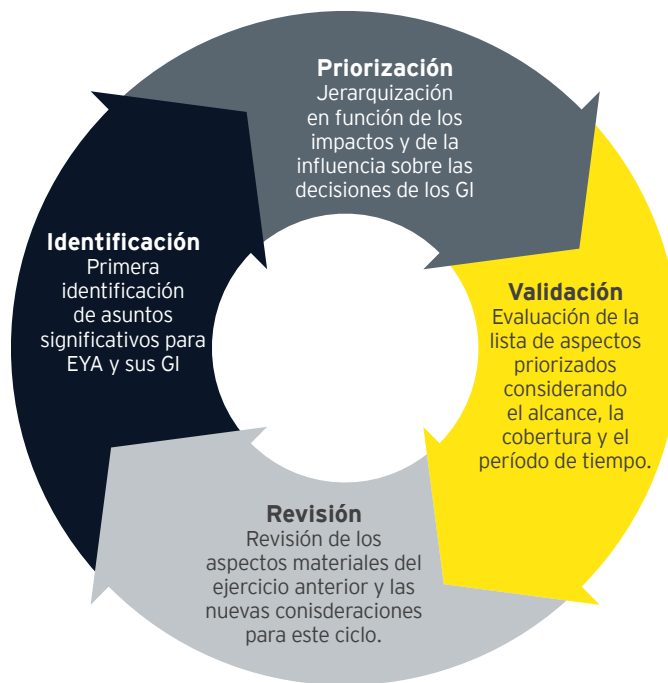 Priorización
Jerarquización
en función de los
impactos y de la
influencia sobre las
decisiones de los GI
Identificación
Primera
identificación
de asuntos
significativos para
EYA y sus GI
Validación
Evaluación de la
lista de aspectos
priorizados
considerando
el alcance, la
cobertura y el
período de tiempo.
Revisión
Revisión de los
aspectos materiales del
ejercicio anterior y las
nuevas conisderaciones
para este ciclo.